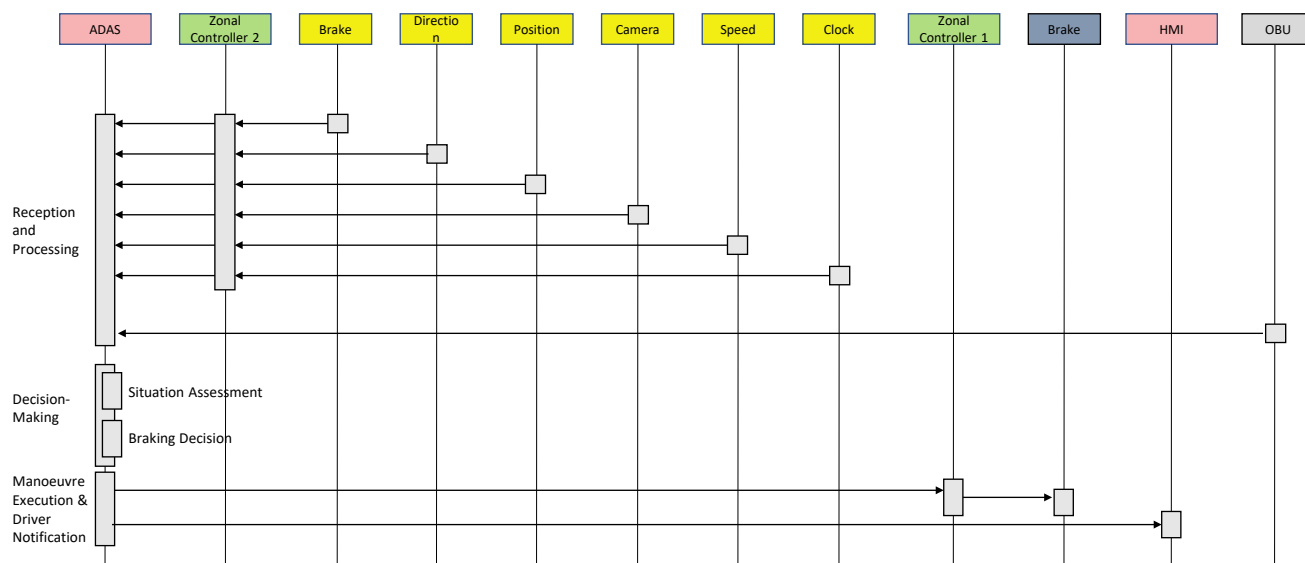 ADAS
Zonal
Controller 2
Brake
Directio
n
Position
Camera
Speed
Clock
Zonal
Controller 1
Brake
HMI
OBU
Reception
and
Processing
Situation Assessment
Decision-
Making
Braking Decision
Manoeuvre
Execution &
Driver
Notification